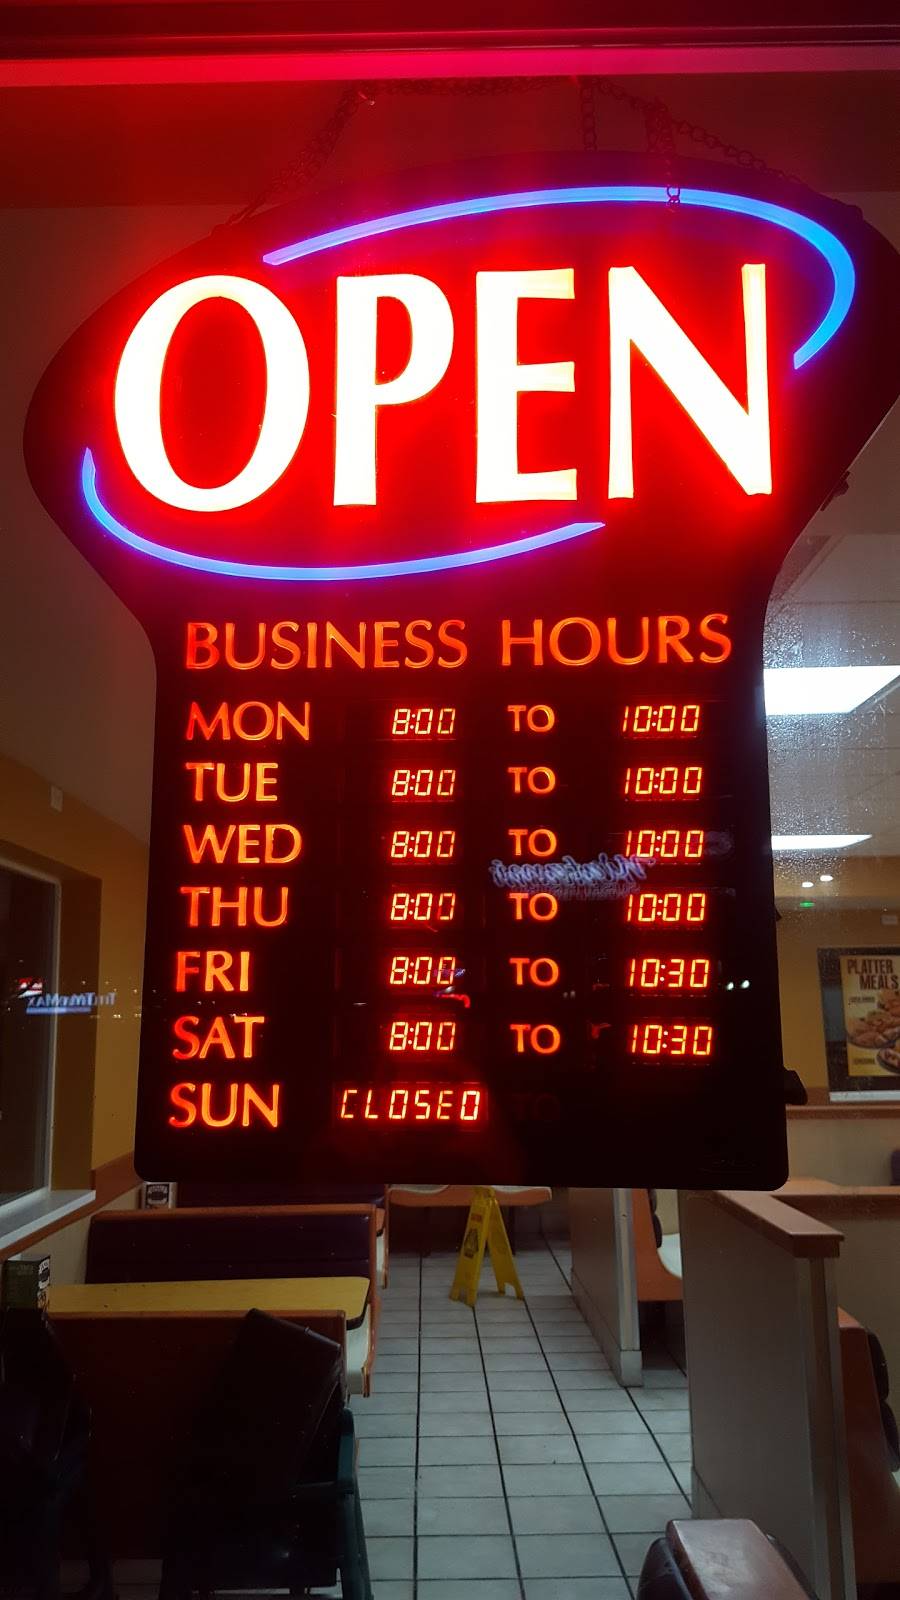 OPEN
BUSINESS HOURS
MON 8:00 TO 10:00
TUE 8:00 TO 10:00
WED 8:00 TO 10:00
THU 8:00 TO 10:00
FRI 8:00 TO 10:30
SAT 8:00 TO 10:30
SUN CLOSED TO
PLATTER
MEALS